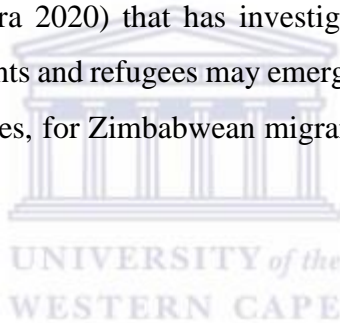 ra 2020) that has investig
nts and refugees may emerg
es, for Zimbabwean migra
UNIVERSITY of the
WESTERN CAPE